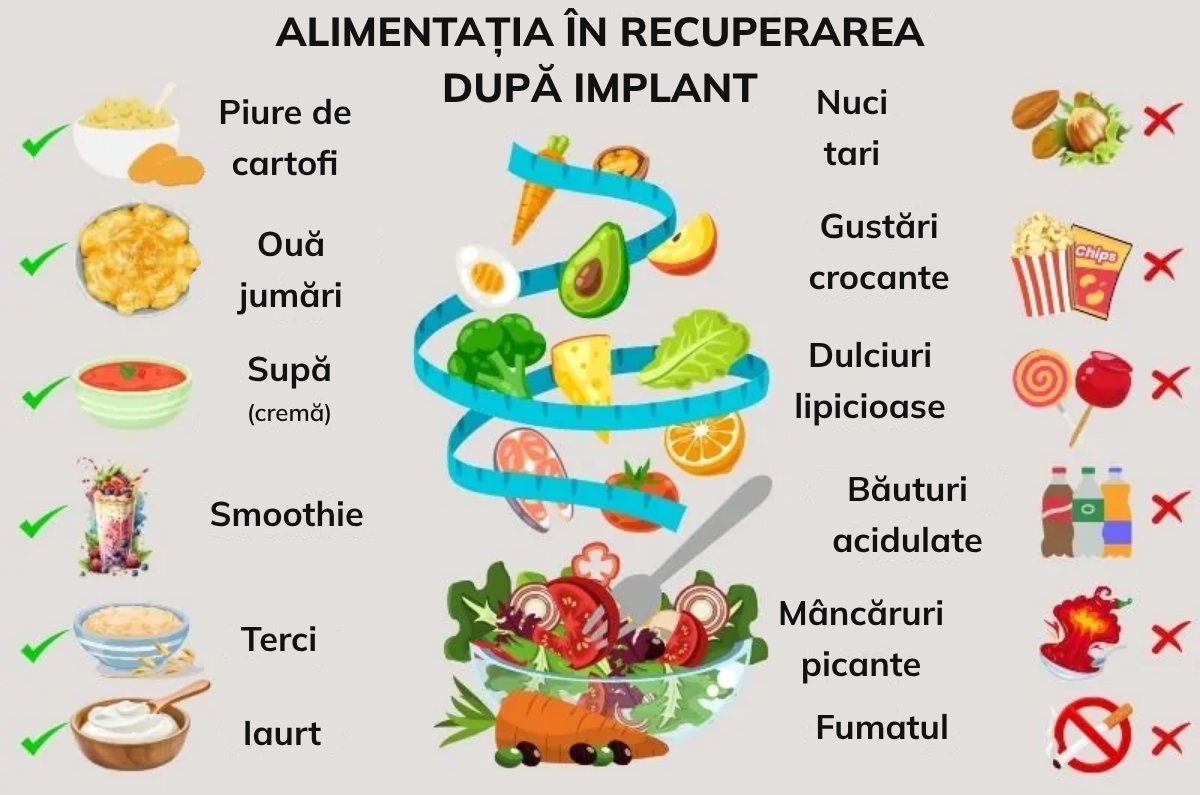 ALIMENTAȚIA ÎN RECUPERAREA
DUPĂ IMPLANT
Piure de
cartofi
Ouă
jumări
Supă
(cremă)
Smoothie
Terci
Iaurt
Nuci
tari
Gustări
crocante
Chips
Dulciuri
lipicioase
Băuturi
acidulate
Mâncăruri
picante
Fumatul